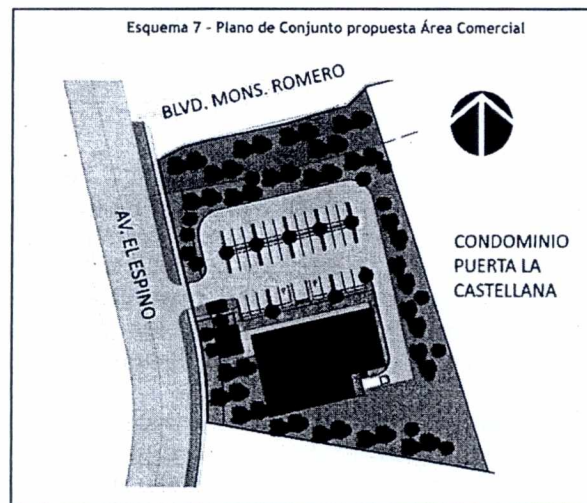 Esquema 7 - Plano de Conjunto propuesta Área Comercial
BLVD. MONS. ROMERO
AV. EL ESPINO
CONDOMINIO
PUERTA LA
CASTELLANA